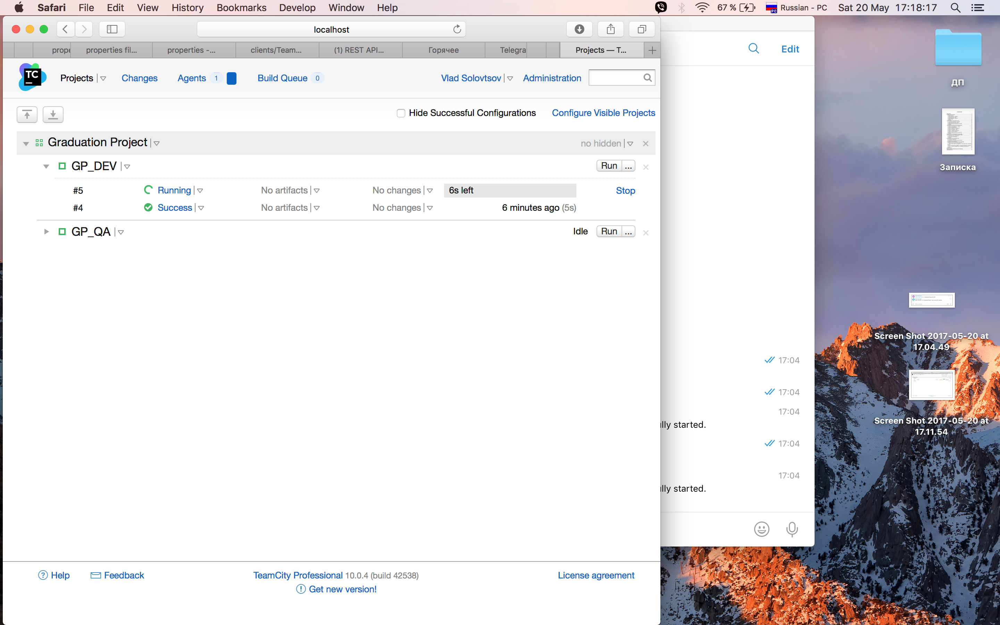 Safari File Edit View History Bookmarks Develop Window Help 67 % Russian - PC Sat 20 May 17:18:17
localhost
properties fil... properties -... clients/Team... (1) REST API... Горячее Telegra Projects — T...
TC Projects Changes Agents 1 Build Queue 0 Vlad Solovtsov Administration
Hide Successful Configurations Configure Visible Projects
Graduation Project no hidden
GP_DEV Run ...
#5 Running No artifacts No changes 6s left Stop
#4 Success No artifacts No changes 6 minutes ago (5s)
GP_QA Idle Run ...
Help Feedback TeamCity Professional 10.0.4 (build 42538) License agreement
Get new version!
Edit
17:04
17:04
17:04
lly started.
17:04
17:04
lly started.
ДП
Записка
Screen Shot 2017-05-20 at
17.04.49
Screen Shot 2017-05-20 at
17.11.54